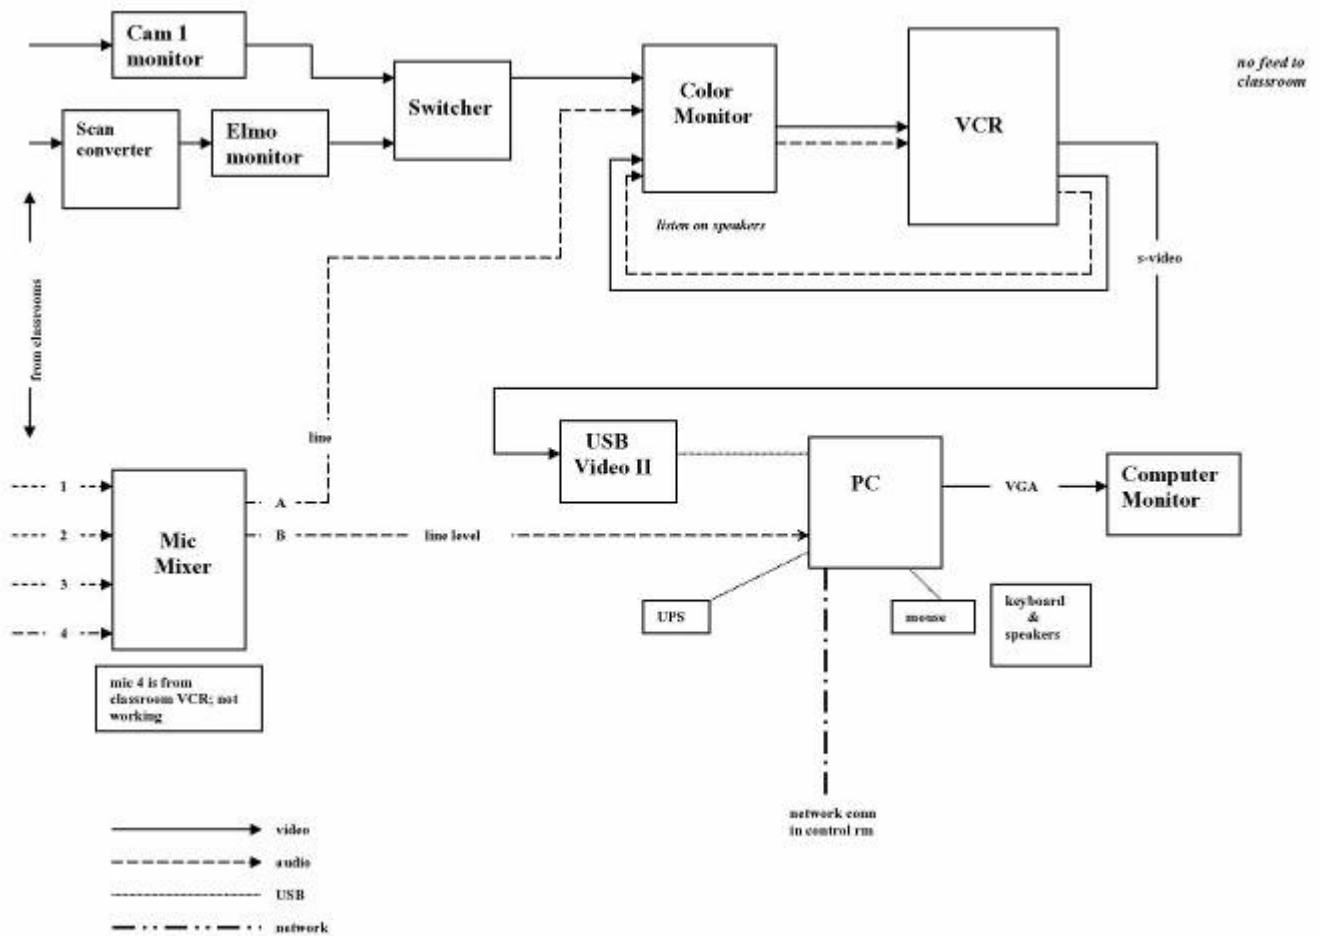 Cam 1
monitor
Scan
converter
Elmo
monitor
Switcher
Color
Monitor
VCR
no feed to
classroom
listen on speakers
s-video
from classrooms
line
USB
Video II
PC
VGA
Computer
Monitor
1
2
3
4
A
B
Mic
Mixer
line level
UPS
mouse
keyboard
&
speakers
mic 4 is from
classroom VCR; not
working
network conn
in control rm
video
audio
USB
network